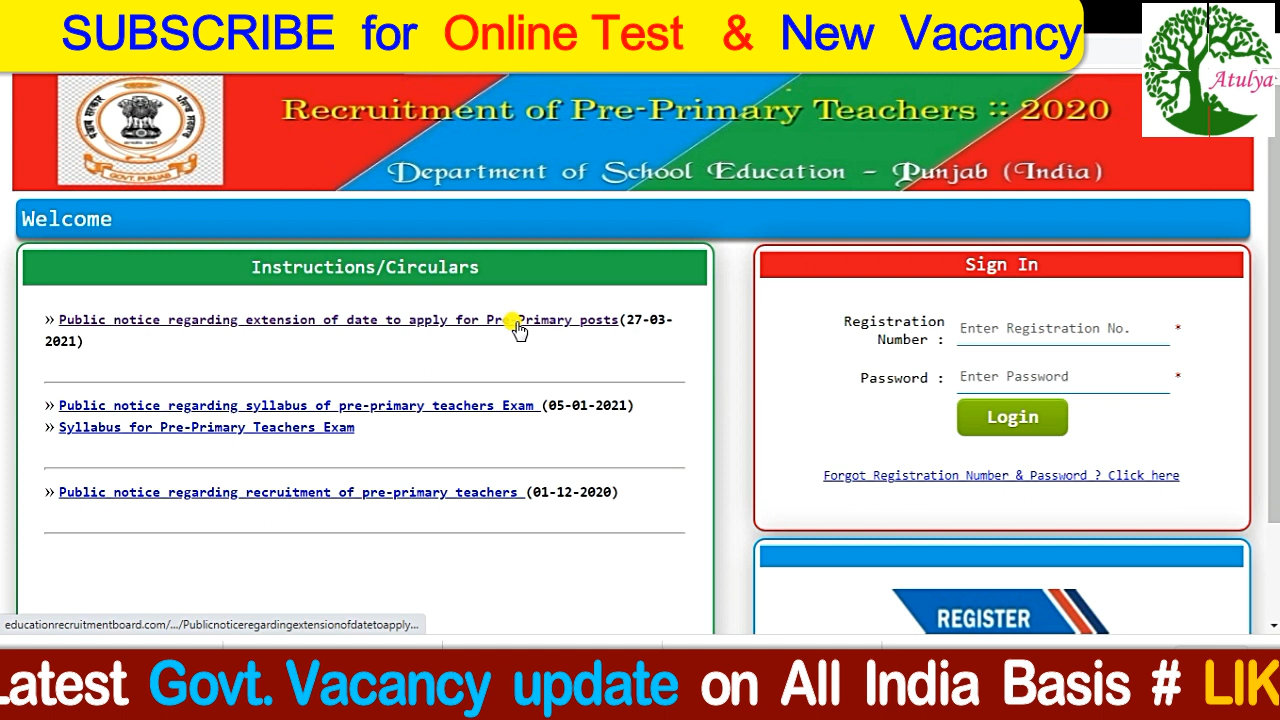 SUBSCRIBE for Online Test & New Vacancy
Atulya
Recruitment of Pre-Primary Teachers :: 2020
GOVT. PUNJAB
Department of School Education - Punjab (India)
Welcome
Instructions/Circulars
Sign In
» Public notice regarding extension of date to apply for Pre-Primary posts(27-03-
2021)
Registration
Number :
Enter Registration No. *
Password :
Enter Password *
» Public notice regarding syllabus of pre-primary teachers Exam (05-01-2021)
» Syllabus for Pre-Primary Teachers Exam
Login
Forgot Registration Number & Password ? Click here
» Public notice regarding recruitment of pre-primary teachers (01-12-2020)
REGISTER
educationrecruitmentboard.com/.../Publicnoticeregardingextensionofdatetoapply...
Latest Govt. Vacancy update on All India Basis # LIK